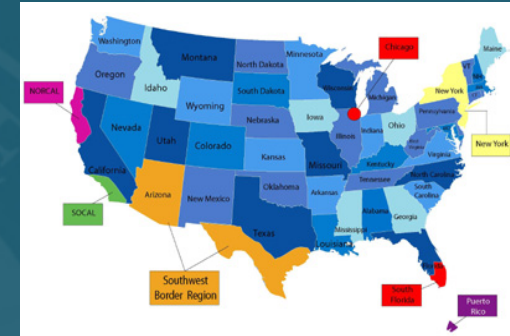 Washington
Montana
North Dakota
Minnesota
Maine
Chicago
Oregon
Idaho
Wisconsin
South Dakota
VT
New York
Wyoming
Michigan
NORCAL
Iowa
Nebraska
Pennsylvania
Nevada
Ohio
Illinois
Indiana
Utah
Colorado
New York
Virginia
Kansas
Missouri
Kentucky
California
North Carolina
Tennessee
SOCAL
Arizona
New Mexico
Oklahoma
Arkansas
South
Carolina
Mississippi
Alabama
Georgia
Texas
Louisiana
Southwest
Border Region
South
Florida
Puerto
Rico